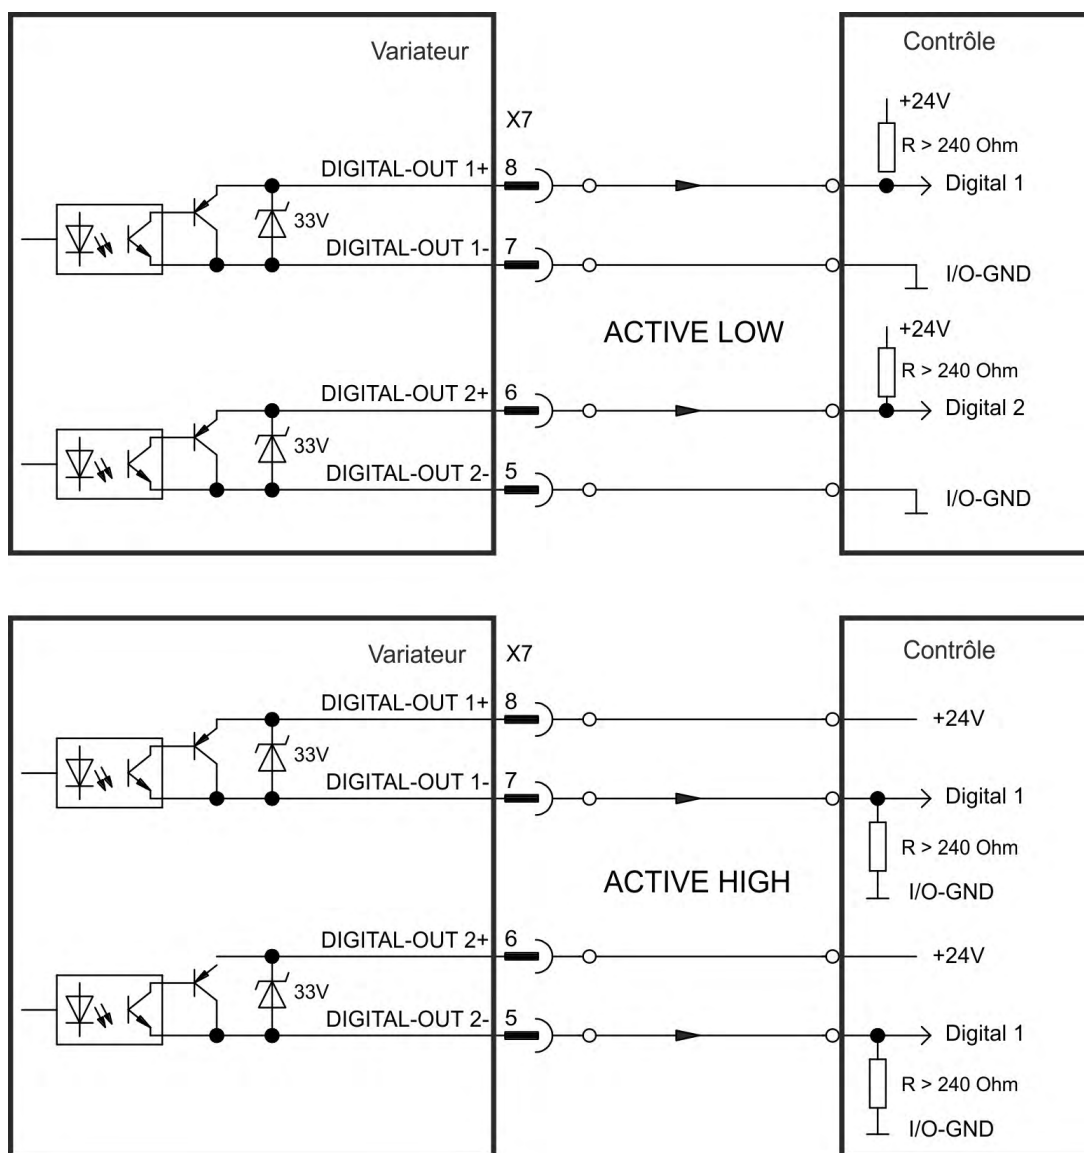 Variateur
Contrôle
X7
+24V
R > 240 Ohm
DIGITAL-OUT 1+
8
Digital 1
33V
DIGITAL-OUT 1-
7
I/O-GND
ACTIVE LOW
+24V
R > 240 Ohm
DIGITAL-OUT 2+
6
Digital 2
33V
DIGITAL-OUT 2-
5
I/O-GND
Variateur
X7
Contrôle
DIGITAL-OUT 1+
8
+24V
33V
DIGITAL-OUT 1-
7
Digital 1
R > 240 Ohm
ACTIVE HIGH
I/O-GND
DIGITAL-OUT 2+
6
+24V
33V
DIGITAL-OUT 2-
5
Digital 1
R > 240 Ohm
I/O-GND